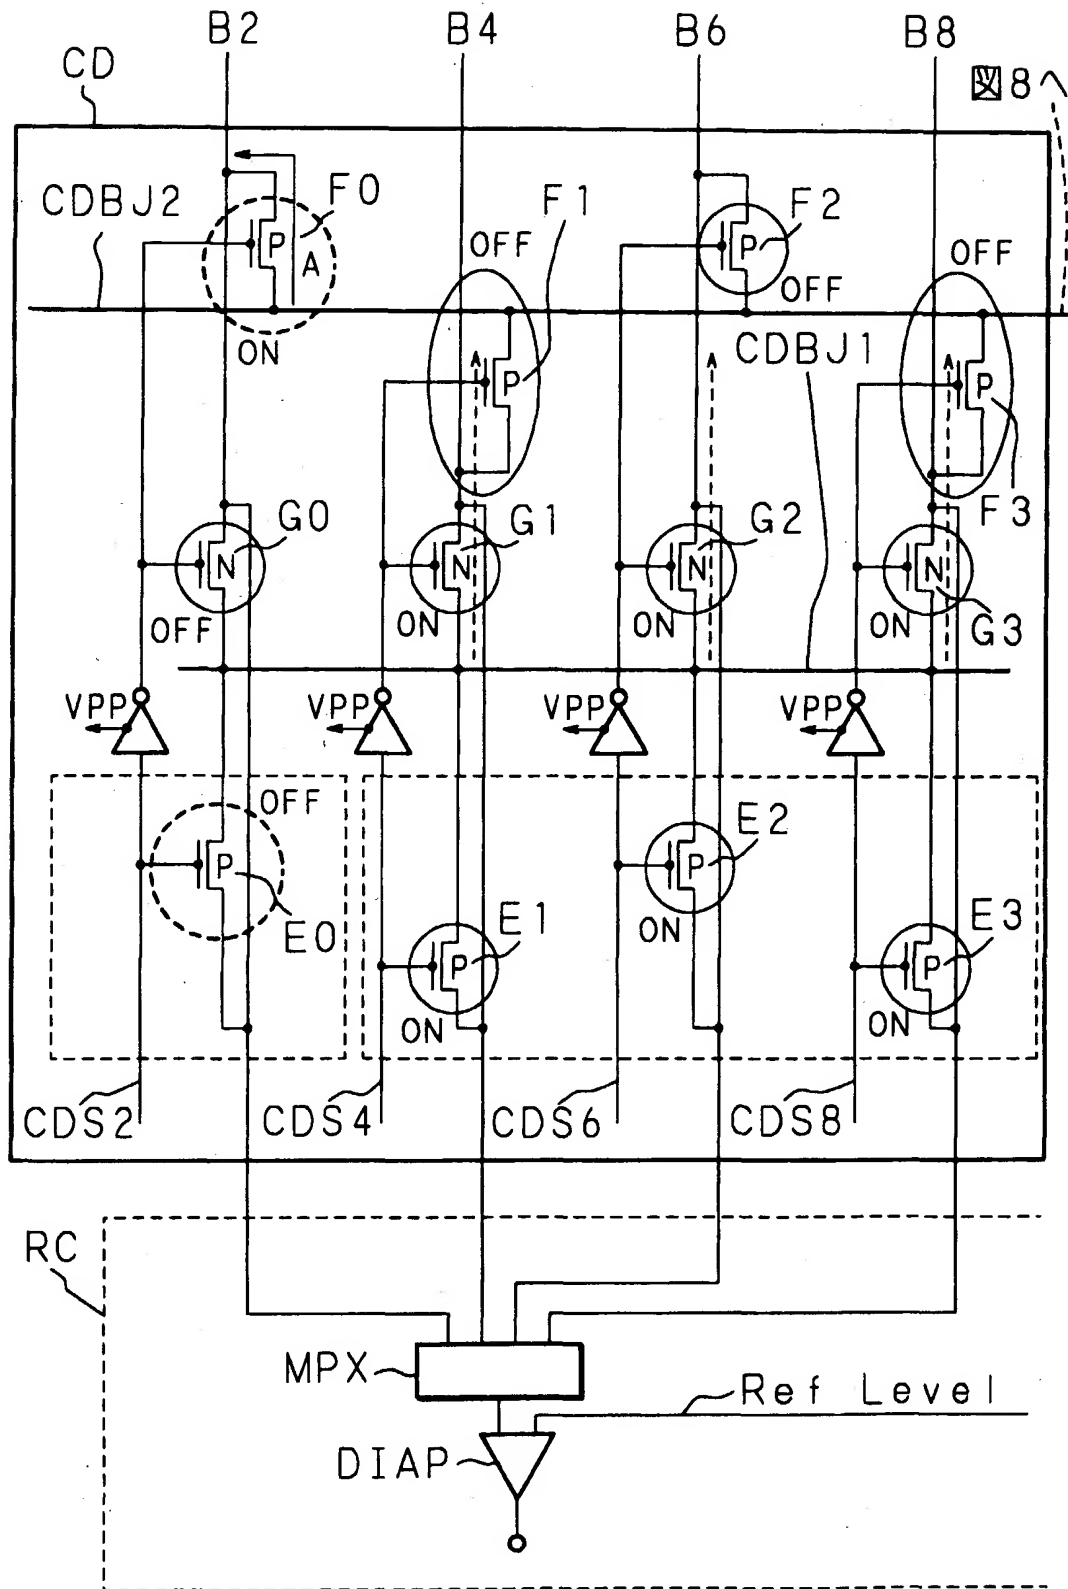 B2 B4 B6 B8
CD
図8
CDBJ2
F0
P
A
ON
OFF
F1
P
F2
P
OFF
OFF
P
F3
CDBJ1
G0
N
OFF
G1
N
ON
G2
N
ON
N
G3
ON
VPP VPP VPP VPP
OFF
P
E0
E1
P
ON
E2
P
ON
E3
P
ON
CDS2 CDS4 CDS6 CDS8
RC
MPX
Ref Level
DIAP